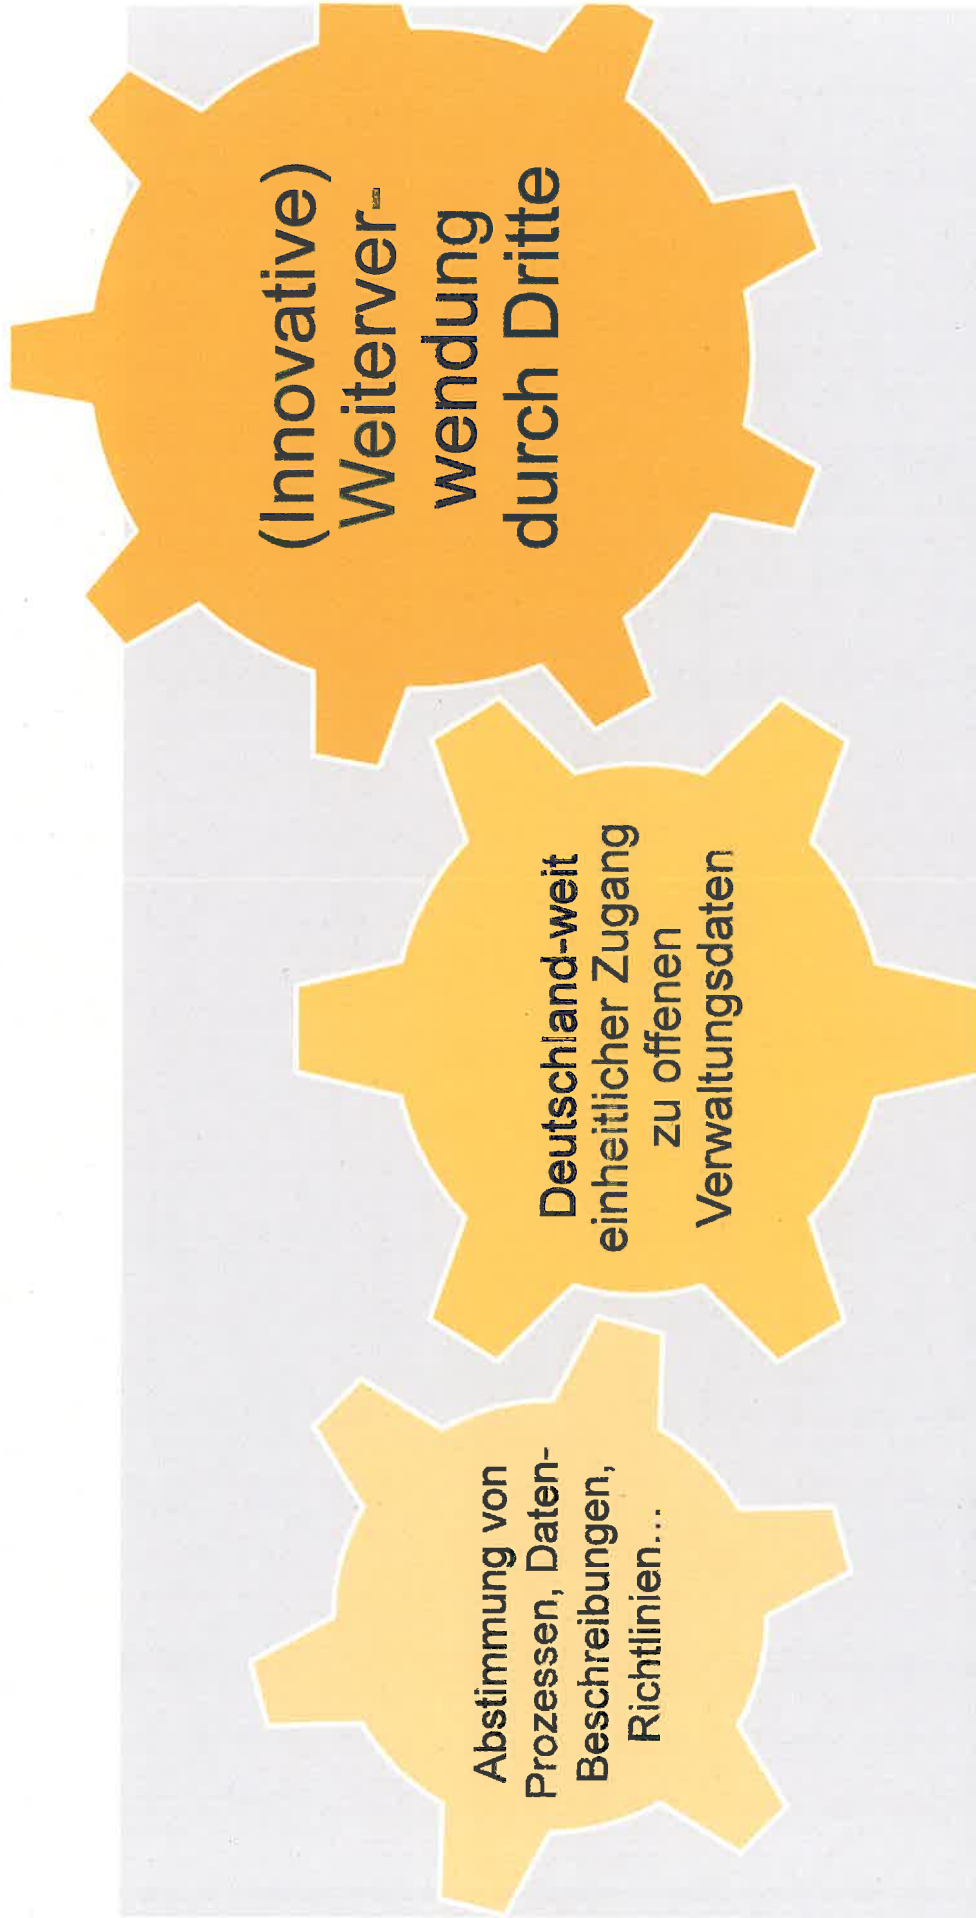 Abstimmung von
Prozessen, Daten-
Beschreibungen,
Richtlinien...
Deutschland-weit
einheitlicher Zugang
zu offenen
Verwaltungsdaten
(Innovative)
Weiterver-
wendung
durch Dritte